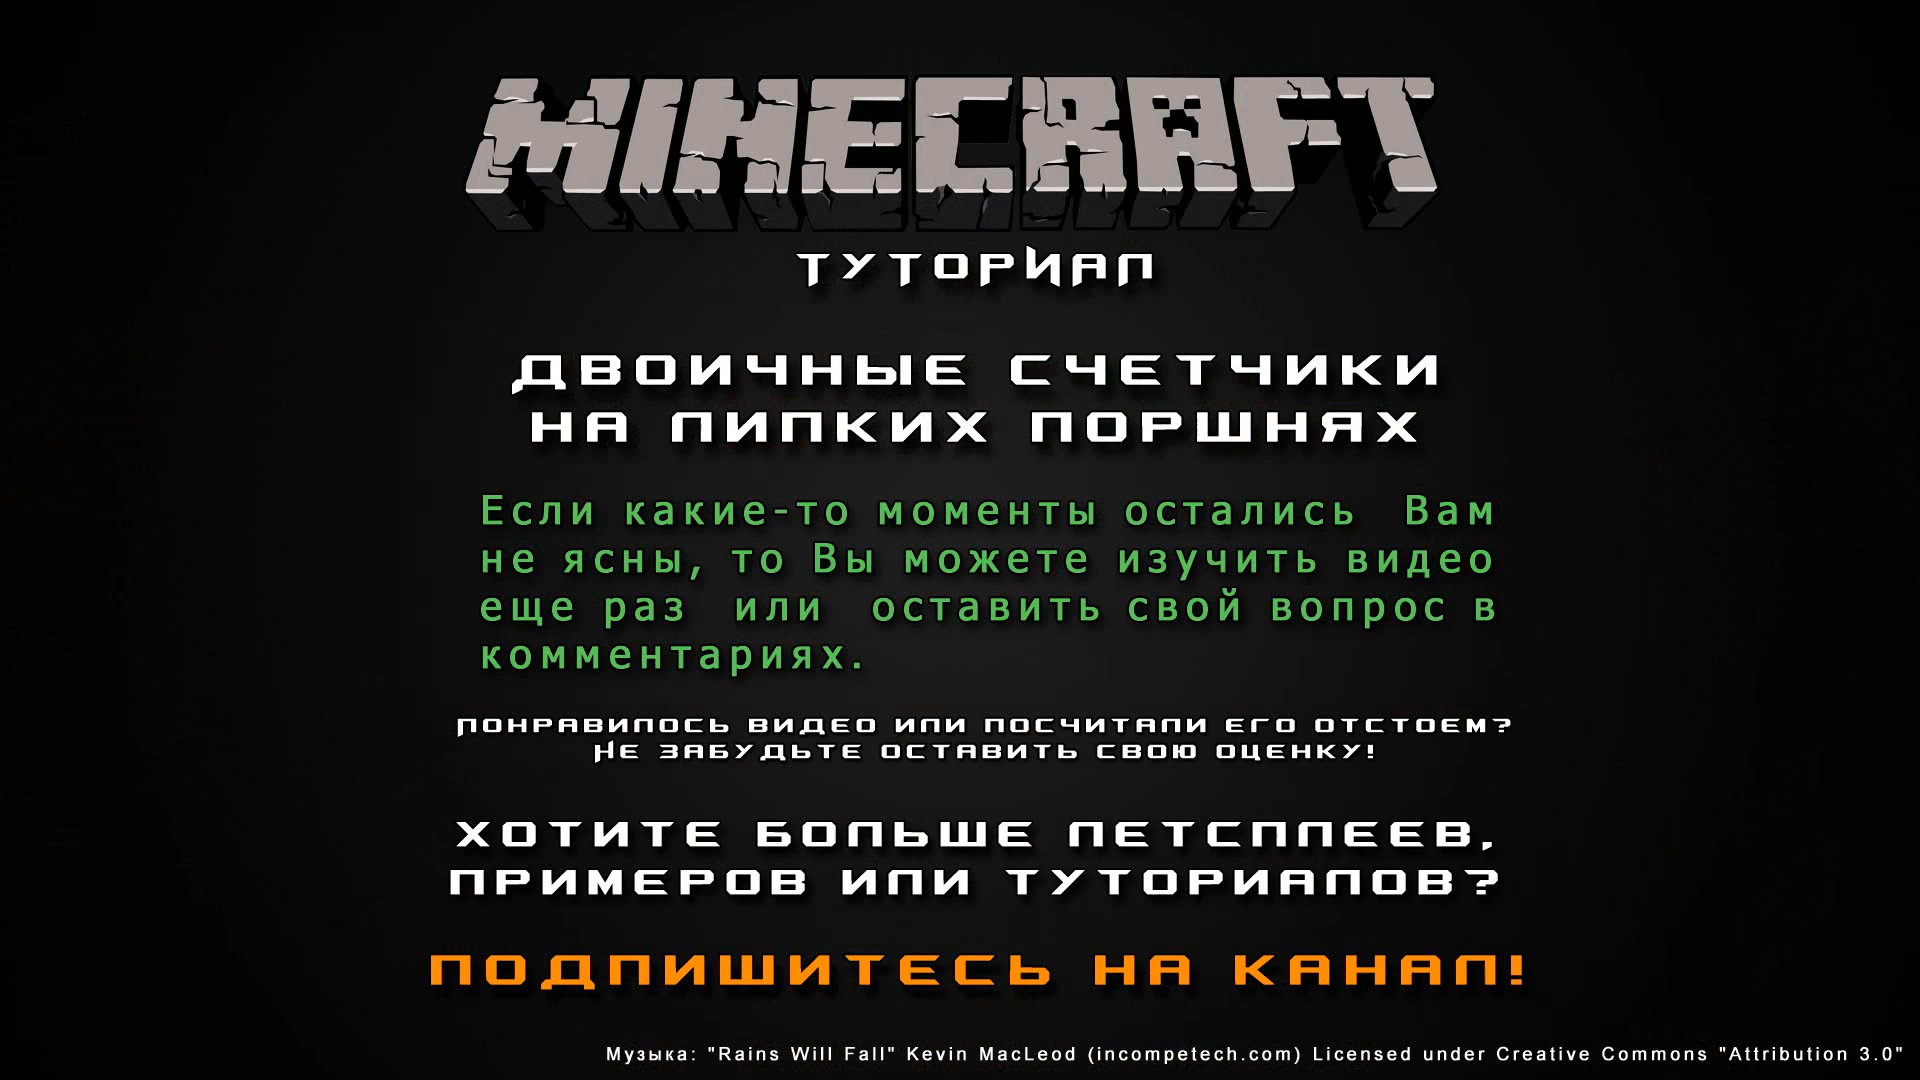 MINECRAFT
ТУТОРИАЛ
ДВОИЧНЫЕ СЧЕТЧИКИ
НА ЛИПКИХ ПОРШНЯХ
Если какие-то моменты остались Вам
не ясны, то Вы можете изучить видео
еще раз или оставить свой вопрос в
комментариях.
ПОНРАВИЛОСЬ ВИДЕО ИЛИ ПОСЧИТАЛИ ЕГО ОТСТОЕМ?
НЕ ЗАБУДЬТЕ ОСТАВИТЬ СВОЮ ОЦЕНКУ!
ХОТИТЕ БОЛЬШЕ ЛЕТСПЛЕЕВ,
ПРИМЕРОВ ИЛИ ТУТОРИАЛОВ?
ПОДПИШИТЕСЬ НА КАНАЛ!
Музыка: "Rains Will Fall" Kevin MacLeod (incompetech.com) Licensed under Creative Commons "Attribution 3.0"